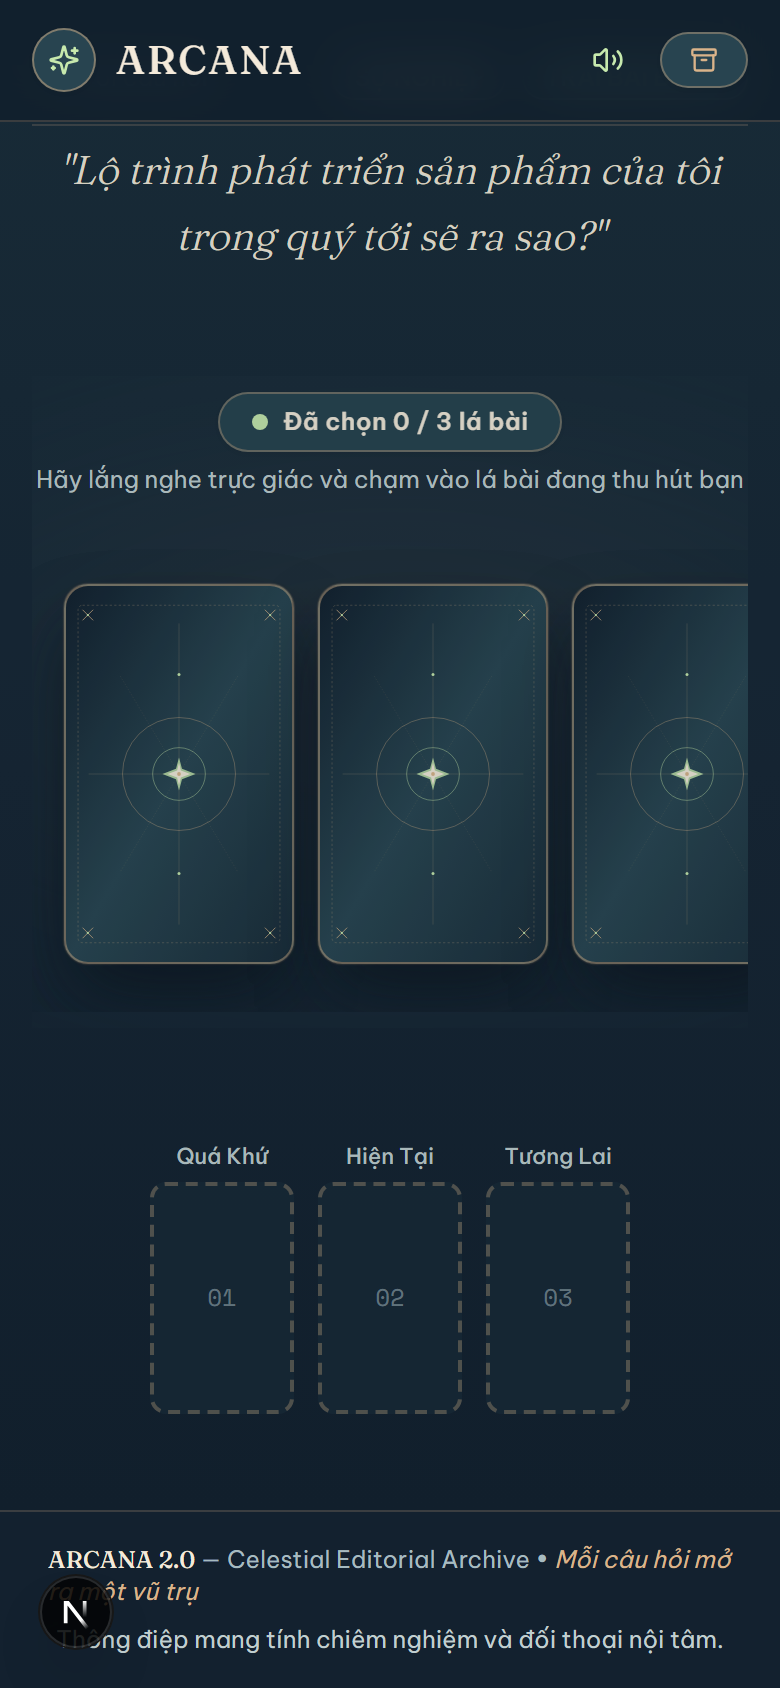 ARCANA
"Lộ trình phát triển sản phẩm của tôi
trong quý tới sẽ ra sao?"
Đã chọn 0 / 3 lá bài
Hãy lắng nghe trực giác và chạm vào lá bài đang thu hút bạn
Quá Khứ
Hiện Tại
Tương Lai
01
02
03
ARCANA 2.0 — Celestial Editorial Archive • Mỗi câu hỏi mở
ra một vũ trụ
N
Thông điệp mang tính chiêm nghiệm và đối thoại nội tâm.